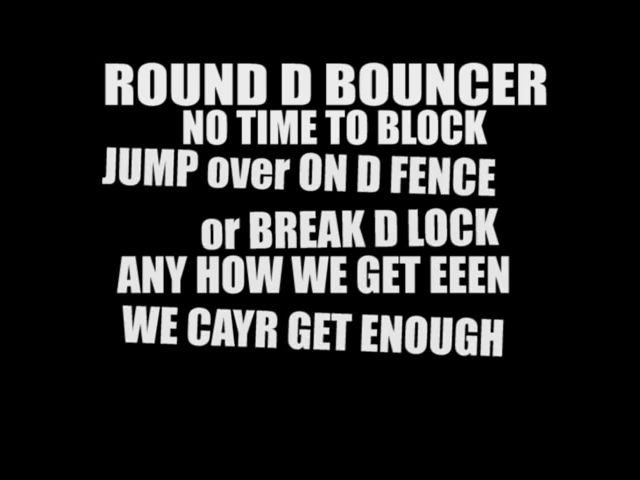 ROUND D BOUNCER
NO TIME TO BLOCK
JUMP over ON D FENCE
or BREAK D LOCK
ANY HOW WE GET EEEN
WE CAYR GET ENOUGH